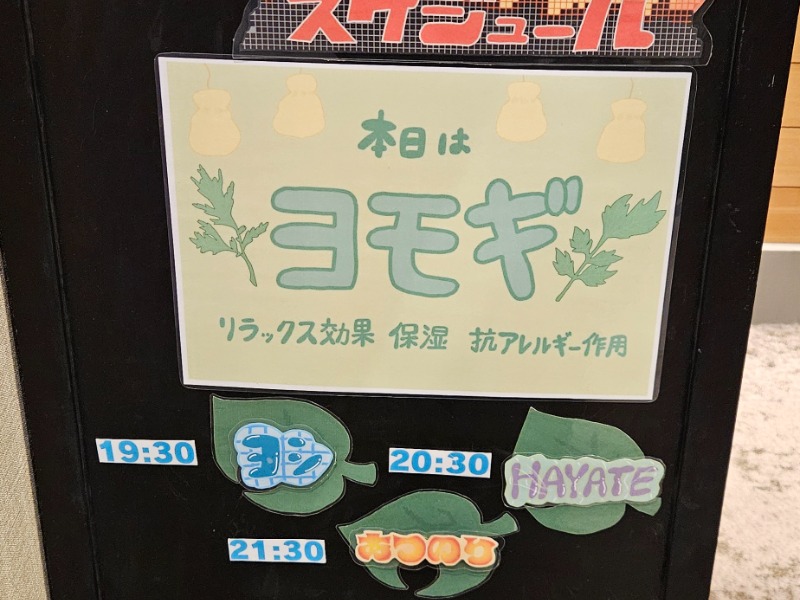 スケジュール
本日は
ヨモギ
リラックス効果 保湿 抗アレルギー作用
19:30 ヨシ
20:30 HAYATE
21:30